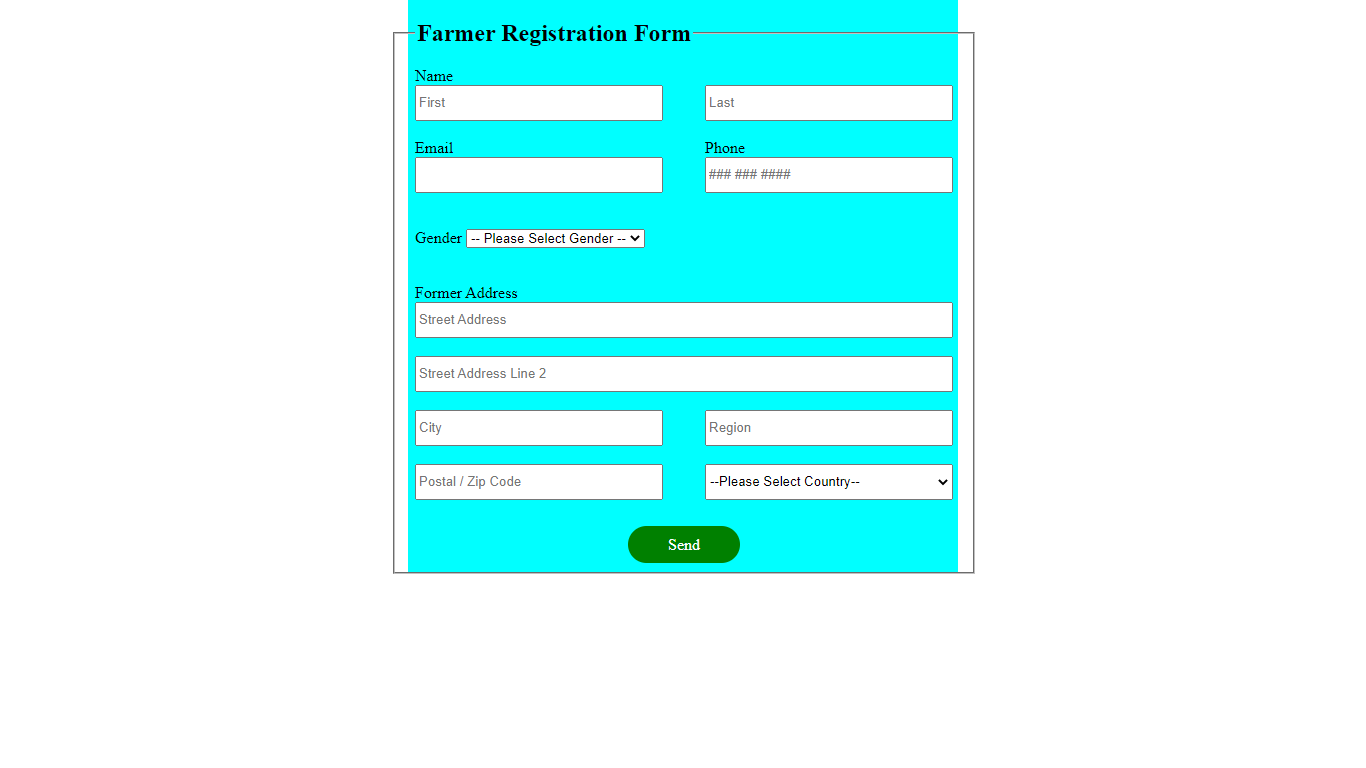 Farmer Registration Form
Name
First Last
Email Phone
### ### ####
Gender -- Please Select Gender --
Former Address
Street Address
Street Address Line 2
City Region
Postal / Zip Code --Please Select Country--
Send